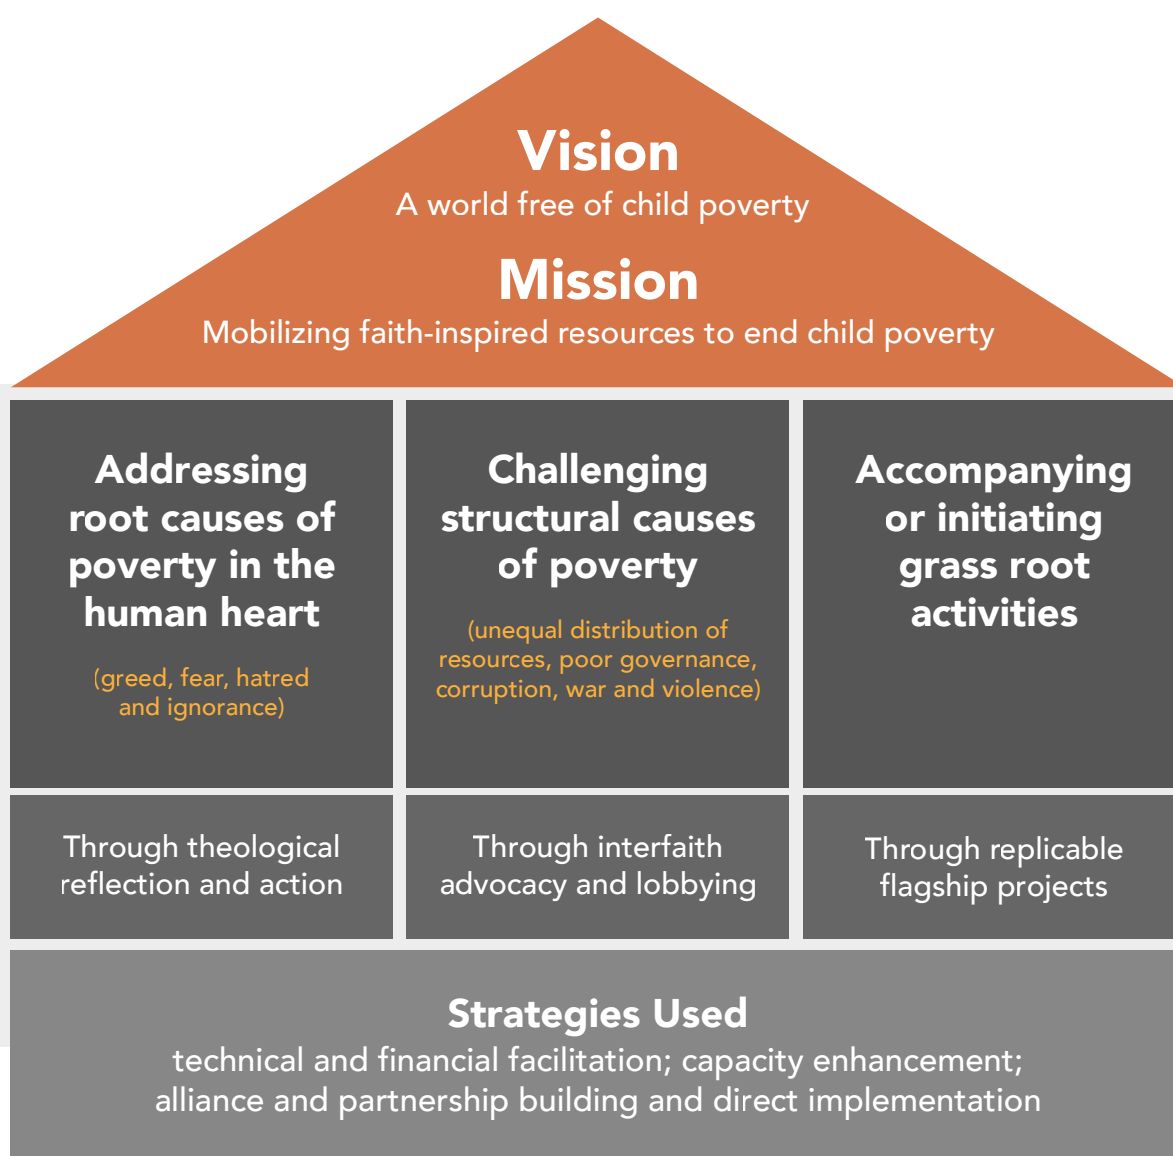 Vision
A world free of child poverty
Mission
Mobilizing faith-inspired resources to end child poverty
Addressing
root causes of
poverty in the
human heart
(greed, fear, hatred
and ignorance)
Challenging
structural causes
of poverty
(unequal distribution of
resources, poor governance,
corruption, war and violence)
Accompanying
or initiating
grass root
activities
Through theological
reflection and action
Through interfaith
advocacy and lobbying
Through replicable
flagship projects
Strategies Used
technical and financial facilitation; capacity enhancement;
alliance and partnership building and direct implementation